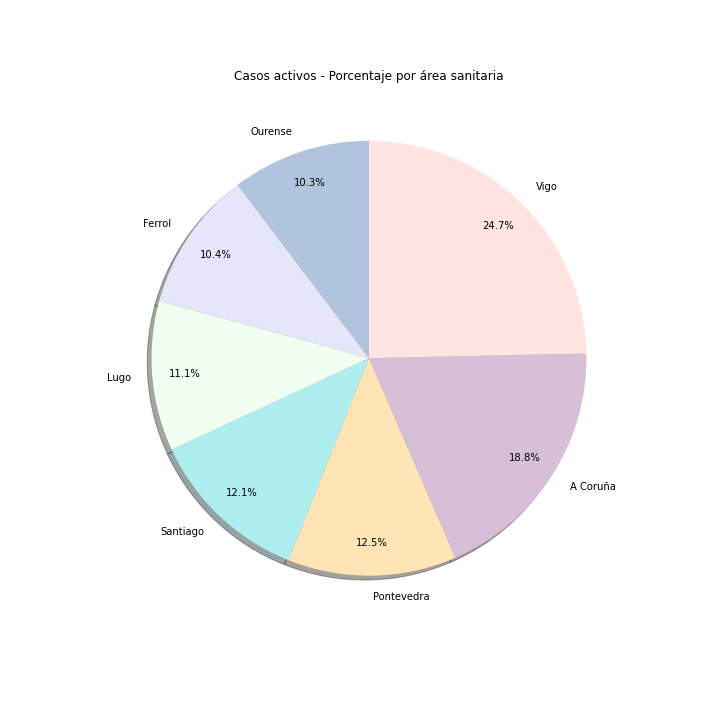 Casos activos - Porcentaje por área sanitaria
Ourense
10.3%
Vigo
24.7%
Ferrol
10.4%
Lugo
11.1%
A Coruña
18.8%
Santiago
12.1%
Pontevedra
12.5%